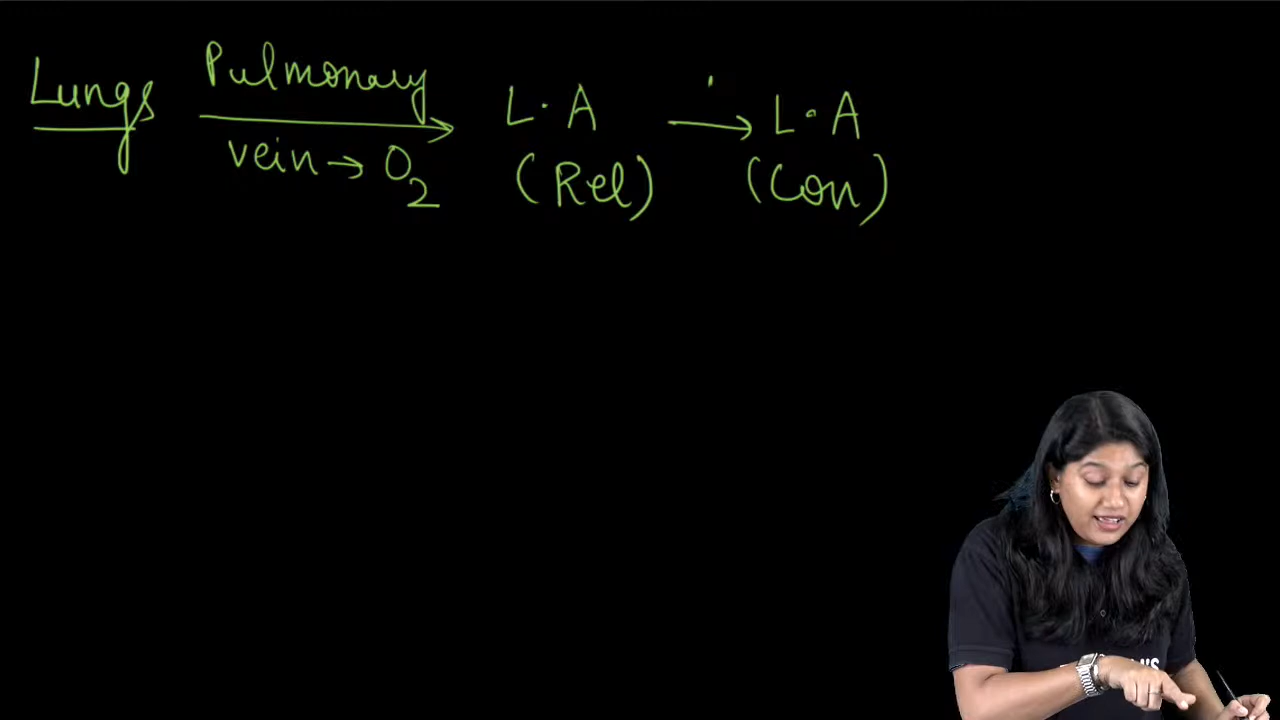 Lungs Pulmonary vein → O2 → L.A → L.A
(Rel) (Con)